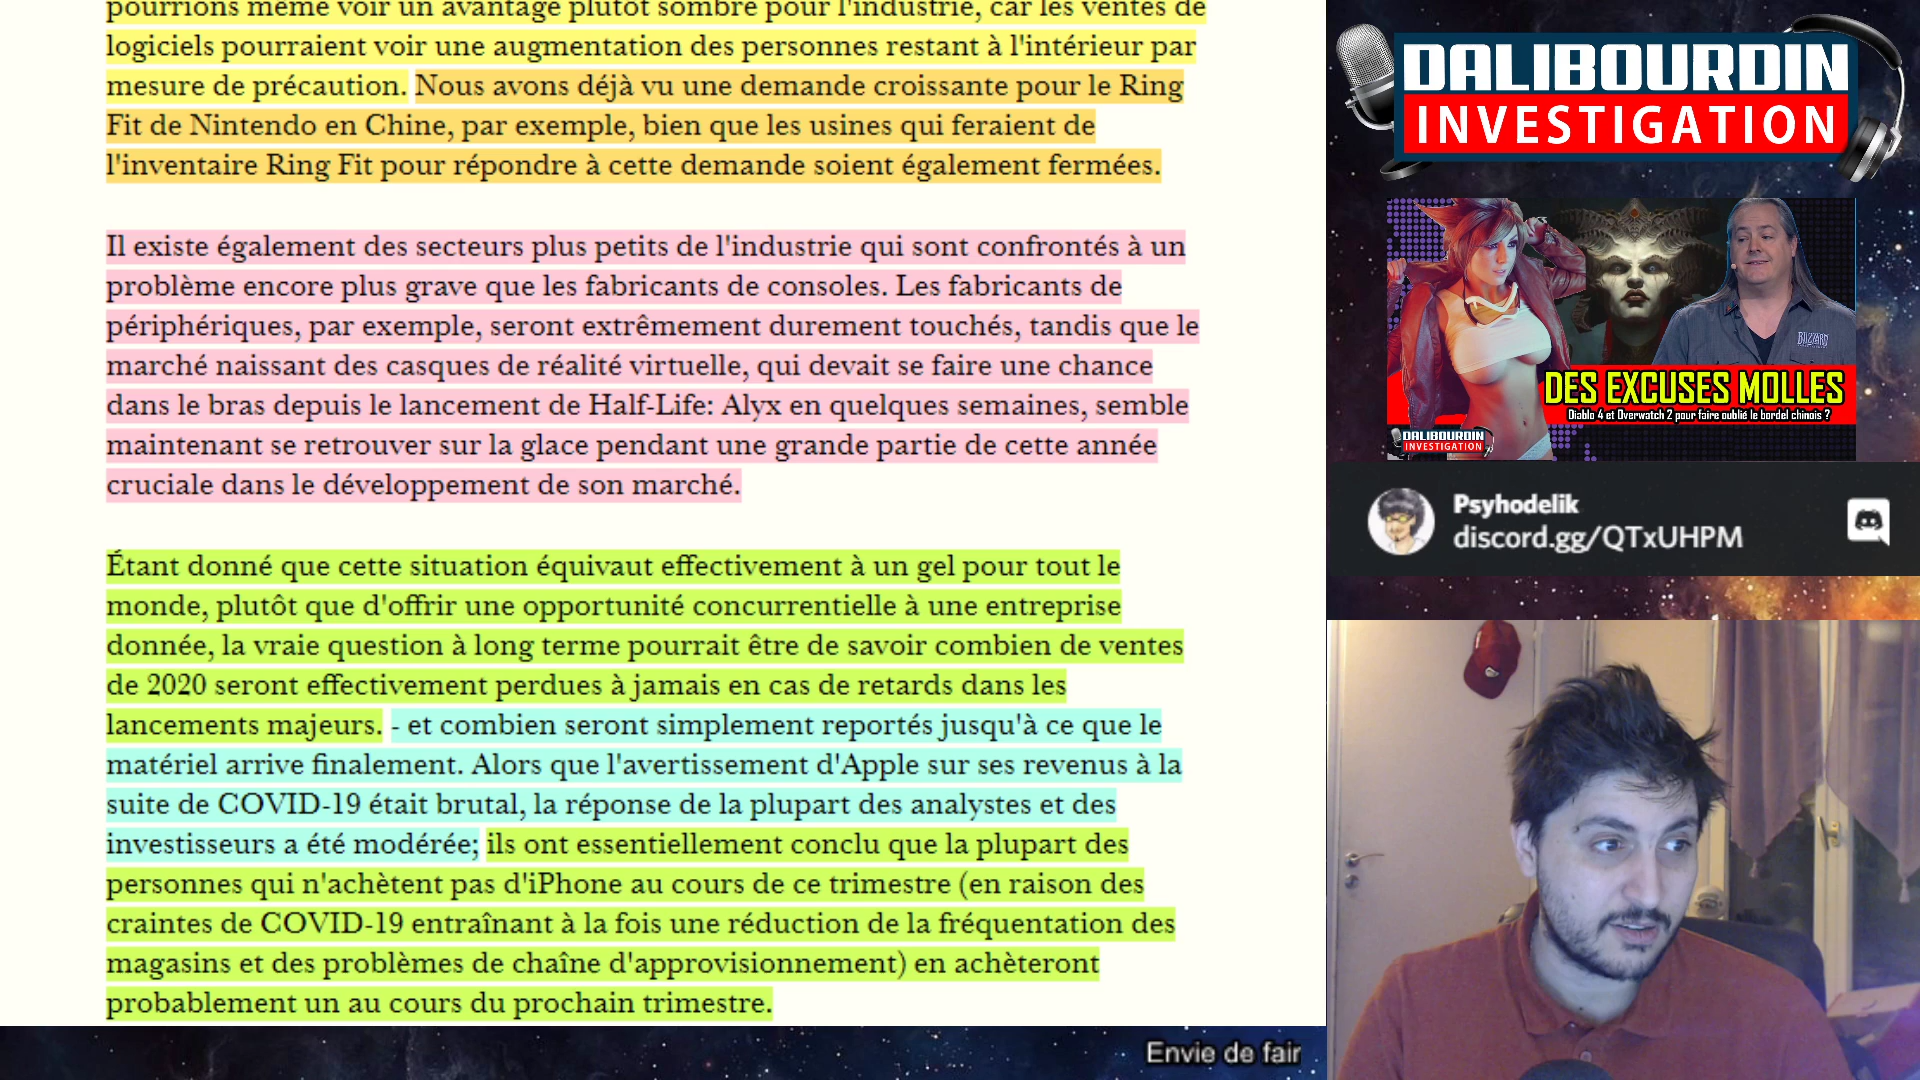 pourrions même voir un avantage plutôt sombre pour l'industrie, car les ventes de
logiciels pourraient voir une augmentation des personnes restant à l'intérieur par
mesure de précaution. Nous avons déjà vu une demande croissante pour le Ring
Fit de Nintendo en Chine, par exemple, bien que les usines qui feraient de
l'inventaire Ring Fit pour répondre à cette demande soient également fermées.
Il existe également des secteurs plus petits de l'industrie qui sont confrontés à un
problème encore plus grave que les fabricants de consoles. Les fabricants de
périphériques, par exemple, seront extrêmement durement touchés, tandis que le
marché naissant des casques de réalité virtuelle, qui devait se faire une chance
dans le bras depuis le lancement de Half-Life: Alyx en quelques semaines, semble
maintenant se retrouver sur la glace pendant une grande partie de cette année
cruciale dans le développement de son marché.
Étant donné que cette situation équivaut effectivement à un gel pour tout le
monde, plutôt que d'offrir une opportunité concurrentielle à une entreprise
donnée, la vraie question à long terme pourrait être de savoir combien de ventes
de 2020 seront effectivement perdues à jamais en cas de retards dans les
lancements majeurs. - et combien seront simplement reportés jusqu'à ce que le
matériel arrive finalement. Alors que l'avertissement d'Apple sur ses revenus à la
suite de COVID-19 était brutal, la réponse de la plupart des analystes et des
investisseurs a été modérée; ils ont essentiellement conclu que la plupart des
personnes qui n'achètent pas d'iPhone au cours de ce trimestre (en raison des
craintes de COVID-19 entraînant à la fois une réduction de la fréquentation des
magasins et des problèmes de chaîne d'approvisionnement) en achèteront
probablement un au cours du prochain trimestre.
Envie de fair
DALIBOURDIN
INVESTIGATION
BLIZZARD
DES EXCUSES MOLLES
Diablo 4 et Overwatch 2 pour faire oublié le bordel chinois ?
DALIBOURDIN
INVESTIGATION
Psyhodelik
discord.gg/QTxUHPM